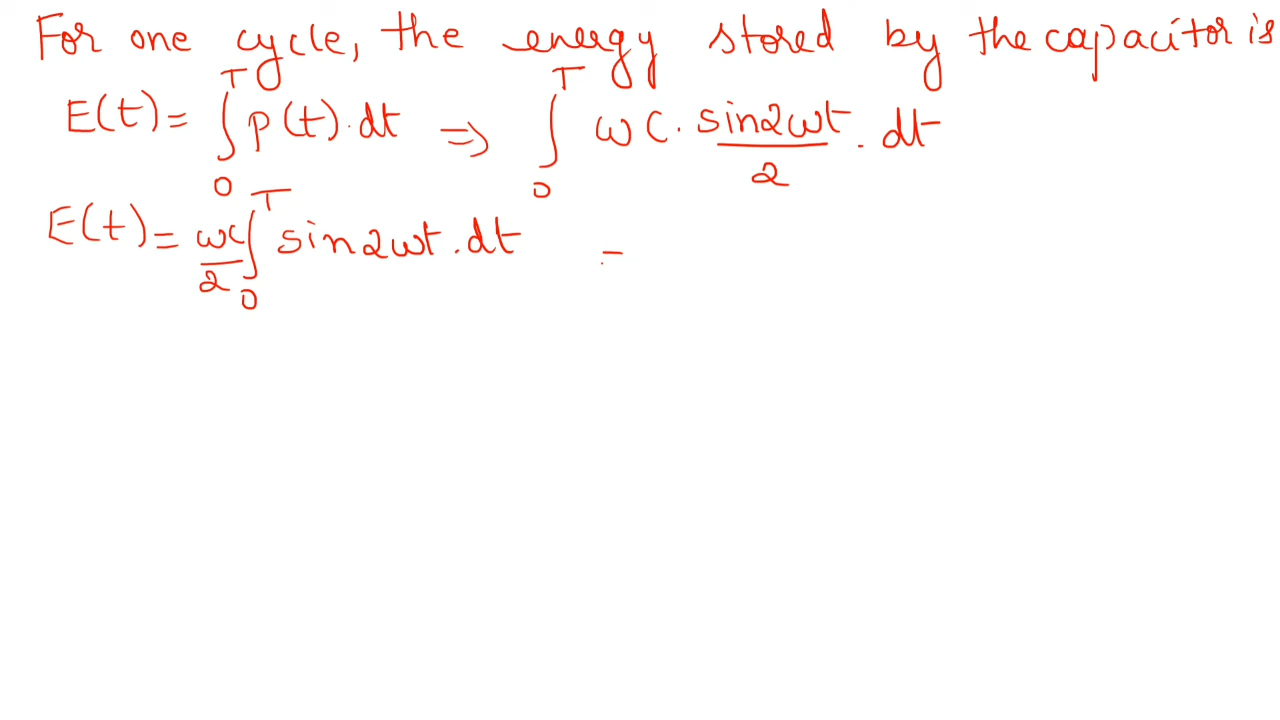 For one cycle, the energy stored by the capacitor is
E(t) = ∫₀ᵀ p(t)·dt ⇒ ∫₀ᵀ ωC· sin2ωt/2 · dt
E(t) = ωC/2 ∫₀ᵀ sin2ωt · dt =